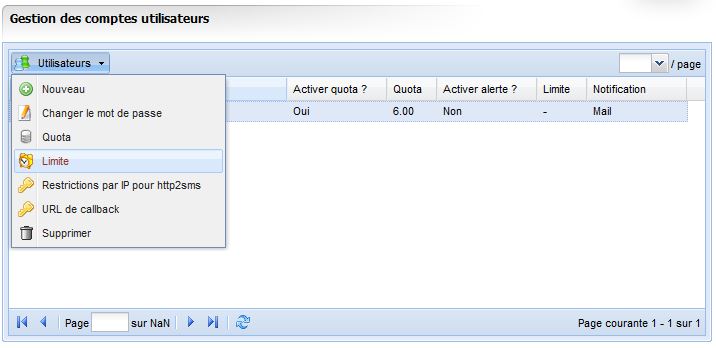 Gestion des comptes utilisateurs
Utilisateurs / page
Activer quota ? Quota Activer alerte ? Limite Notification
Oui 6.00 Non - Mail
Nouveau
Changer le mot de passe
Quota
Limite
Restrictions par IP pour http2sms
URL de callback
Supprimer
Page sur NaN Page courante 1 - 1 sur 1